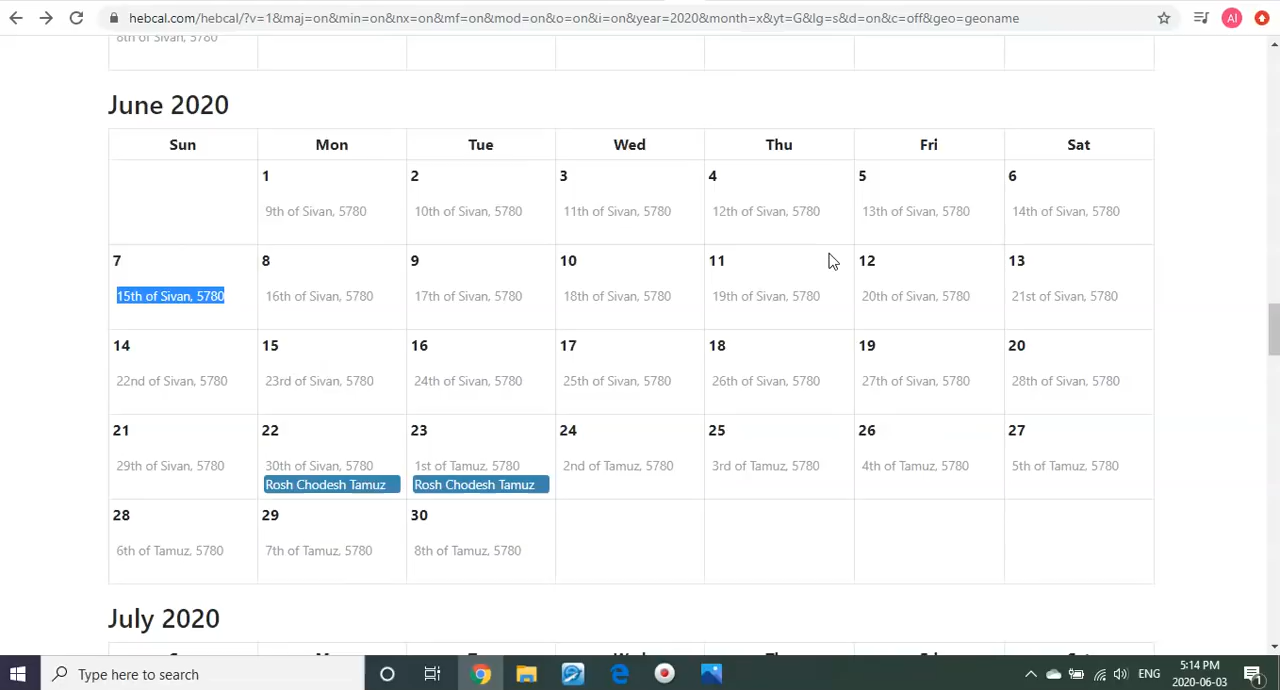 hebcal.com/hebcal/?v=1&maj=on&min=on&nx=on&mf=on&mod=on&o=on&i=on&year=2020&month=x&yt=G&lg=s&d=on&c=off&geo=geoname
AI
8th of Sivan, 5780
June 2020
Sun Mon Tue Wed Thu Fri Sat
1 2 3 4 5 6
9th of Sivan, 5780 10th of Sivan, 5780 11th of Sivan, 5780 12th of Sivan, 5780 13th of Sivan, 5780 14th of Sivan, 5780
7 8 9 10 11 12 13
15th of Sivan, 5780 16th of Sivan, 5780 17th of Sivan, 5780 18th of Sivan, 5780 19th of Sivan, 5780 20th of Sivan, 5780 21st of Sivan, 5780
14 15 16 17 18 19 20
22nd of Sivan, 5780 23rd of Sivan, 5780 24th of Sivan, 5780 25th of Sivan, 5780 26th of Sivan, 5780 27th of Sivan, 5780 28th of Sivan, 5780
21 22 23 24 25 26 27
29th of Sivan, 5780 30th of Sivan, 5780 1st of Tamuz, 5780 2nd of Tamuz, 5780 3rd of Tamuz, 5780 4th of Tamuz, 5780 5th of Tamuz, 5780
Rosh Chodesh Tamuz Rosh Chodesh Tamuz
28 29 30
6th of Tamuz, 5780 7th of Tamuz, 5780 8th of Tamuz, 5780
July 2020
Type here to search
ENG
5:14 PM
2020-06-03
1